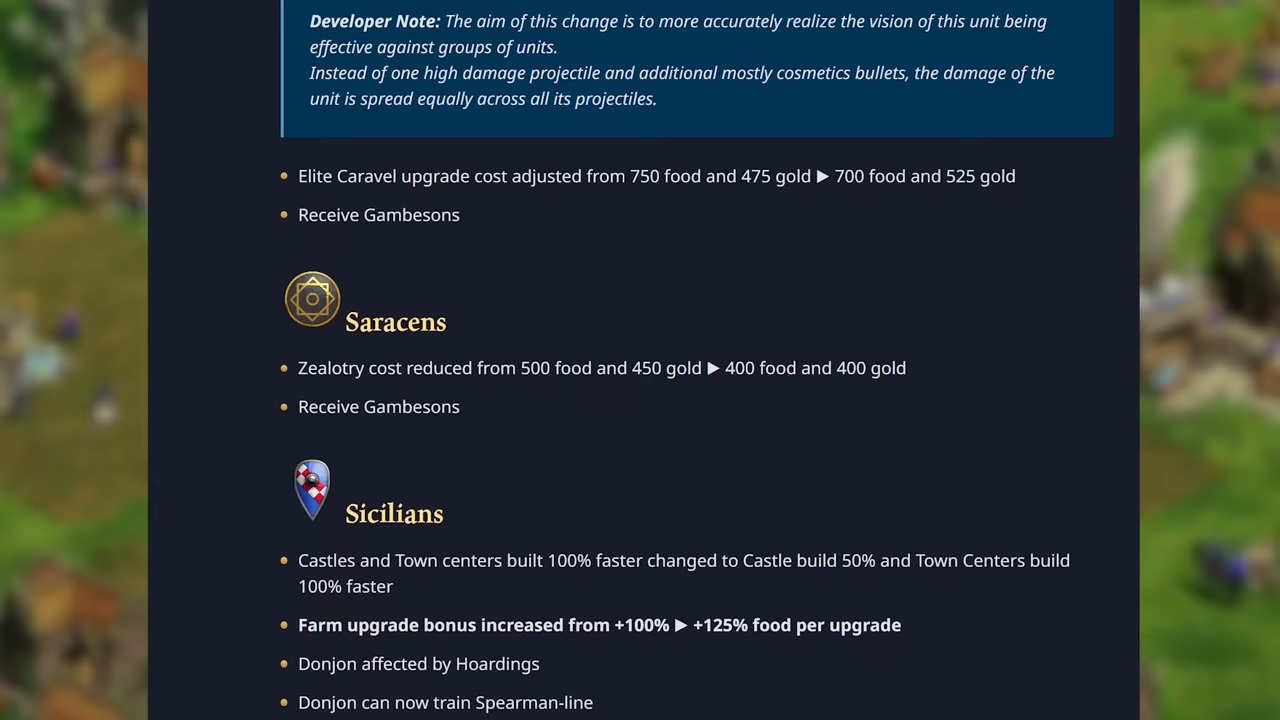 Developer Note: The aim of this change is to more accurately realize the vision of this unit being
effective against groups of units.
Instead of one high damage projectile and additional mostly cosmetics bullets, the damage of the
unit is spread equally across all its projectiles.
Elite Caravel upgrade cost adjusted from 750 food and 475 gold ► 700 food and 525 gold
Receive Gambesons
Saracens
Zealotry cost reduced from 500 food and 450 gold ► 400 food and 400 gold
Receive Gambesons
Sicilians
Castles and Town centers built 100% faster changed to Castle build 50% and Town Centers build
100% faster
Farm upgrade bonus increased from +100% ► +125% food per upgrade
Donjon affected by Hoardings
Donjon can now train Spearman-line